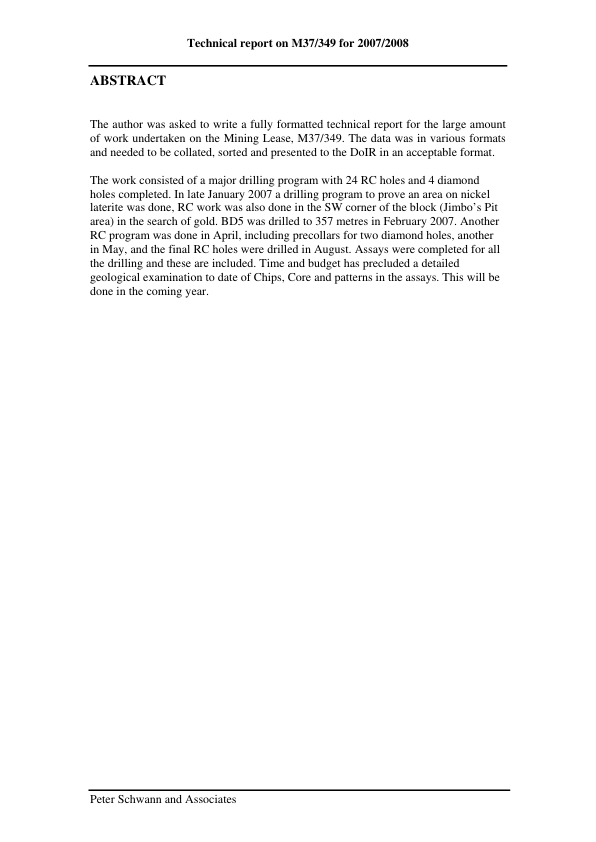 Technical report on M37/349 for 2007/2008
ABSTRACT
The author was asked to write a fully formatted technical report for the large amount
of work undertaken on the Mining Lease, M37/349. The data was in various formats
and needed to be collated, sorted and presented to the DoIR in an acceptable format.
The work consisted of a major drilling program with 24 RC holes and 4 diamond
holes completed. In late January 2007 a drilling program to prove an area on nickel
laterite was done, RC work was also done in the SW corner of the block (Jimbo's Pit
area) in the search of gold. BD5 was drilled to 357 metres in February 2007. Another
RC program was done in April, including precollars for two diamond holes, another
in May, and the final RC holes were drilled in August. Assays were completed for all
the drilling and these are included. Time and budget has precluded a detailed
geological examination to date of Chips, Core and patterns in the assays. This will be
done in the coming year.
Peter Schwann and Associates